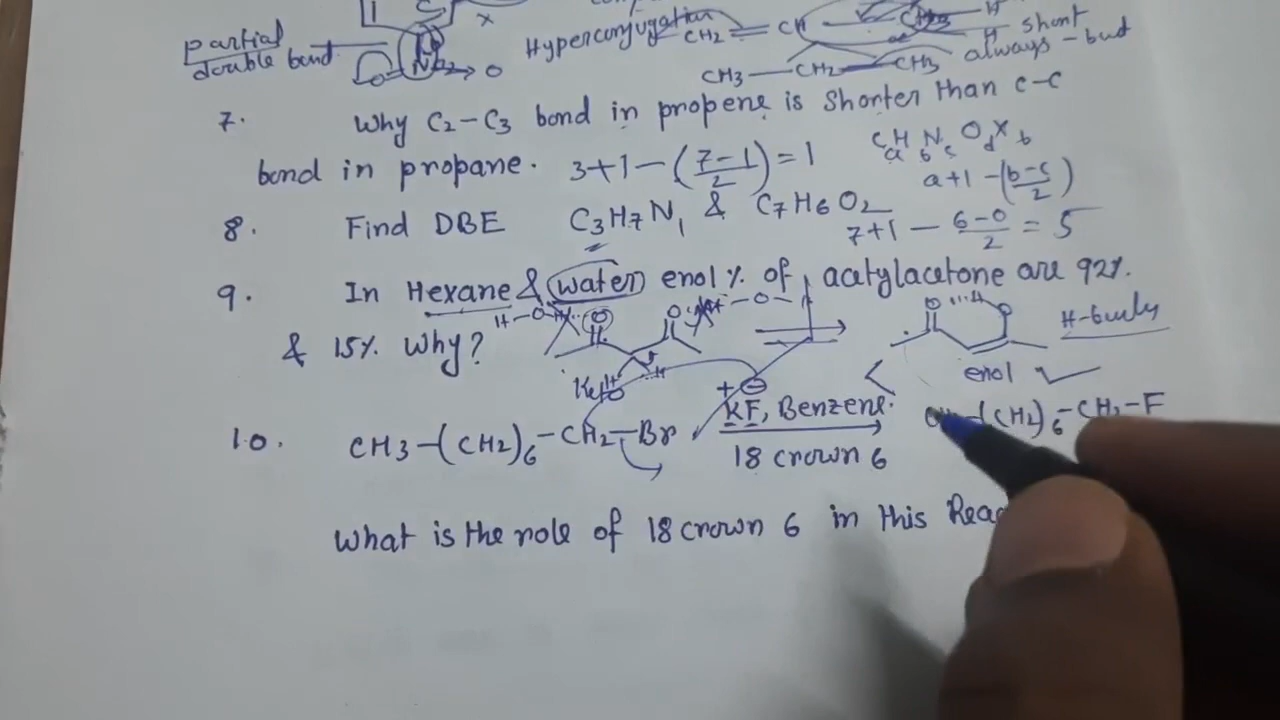 partial
double bond
Hyperconjugation
CH2 = CH
H
H short
always - bud
CH3 — CH2 — CH3
7. Why C2-C3 bond in propene is shorter than C-C
bond in propane. 3+1-(7-1/2)=1
CaHbNcOdX
a+1-(b-c/2)
8. Find DBE C3H7N1 & C7H6O2
7+1-6-0/2=5
9. In Hexane & water enol % of acetylacetone are 92%.
& 15% Why?
H-O-H
Keto
enol
10. CH3-(CH2)6-CH2-Br KF, Benzene. (CH2)6-CH2-F
18 crown 6
What is the role of 18 crown 6 in this Reac